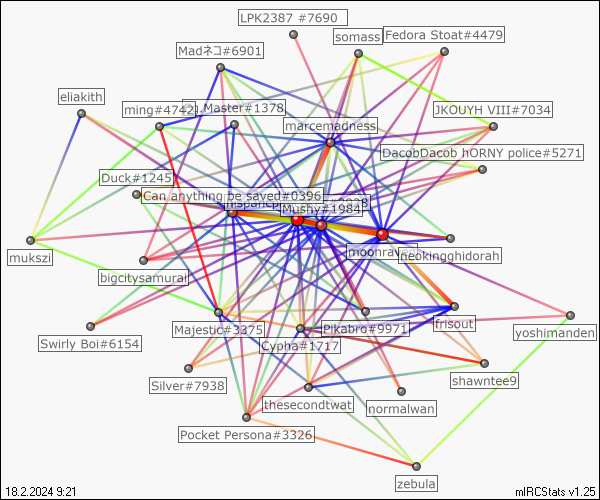 LPK2387 #7690
somass
Fedora Stoat#4479
Madネコ#6901
eliakith
ming#4742
Master#1378
JKOUYH VIII#7034
marcemadness
DacobDacob hORNY police#5271
Duck#1245
Can anything be saved#0396
Mushy#1984
mukszi
bigcitysamurai
neokingghidorah
Majestic#3375
Pikabro#9971
frisout
yoshimanden
Swirly Boi#6154
Cypha#1717
Silver#7938
shawntee9
thesecondtwat
normalwan
Pocket Persona#3326
zebula
18.2.2024 9:21
mIRCStats v1.25